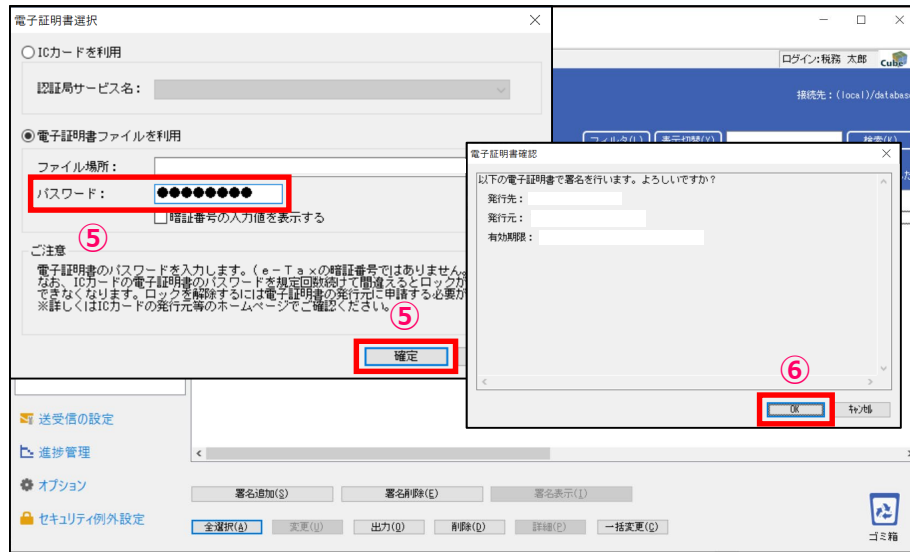 電子証明書選択
ICカードを利用
認証局サービス名：
電子証明書ファイルを利用
ファイル場所：
パスワード： ●●●●●●●●
暗証番号の入力値を表示する
⑤
ご注意
電子証明書のパスワードを入力します。(e-Taxの暗証番号ではありません。
なお、ICカードの電子証明書のパスワードを規定回数続けて間違えるとロックが
できなくなります。ロックを解除するには電子証明書の発行元に申請する必要が
※詳しくはICカードの発行元等のホームページでご確認ください。
⑤
確定
ログイン:税務 太郎
Cube
接続先：(local)/databas
フィルタ(L) 表示切替(Y) 検索(K)
電子証明書確認
以下の電子証明書で署名を行います。よろしいですか？
発行先：
発行元：
有効期限：
⑥
OK キャンセル
送受信の設定
進捗管理
オプション
セキュリティ例外設定
署名追加(S) 署名削除(E) 署名表示(I)
全選択(A) 変更(U) 出力(O) 削除(D) 詳細(P) 一括変更(C)
ゴミ箱